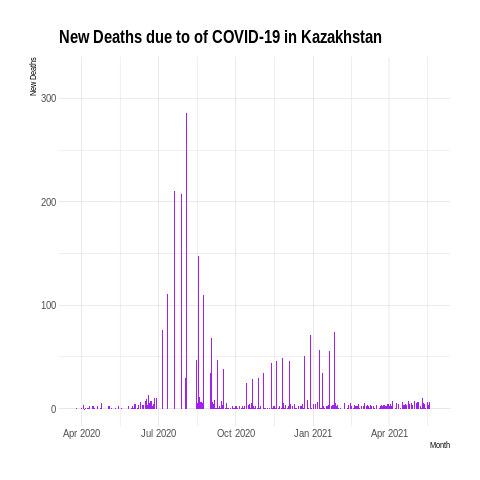 New Deaths due to of COVID-19 in Kazakhstan
New Deaths
300
200
100
0
Apr 2020 Jul 2020 Oct 2020 Jan 2021 Apr 2021
Month